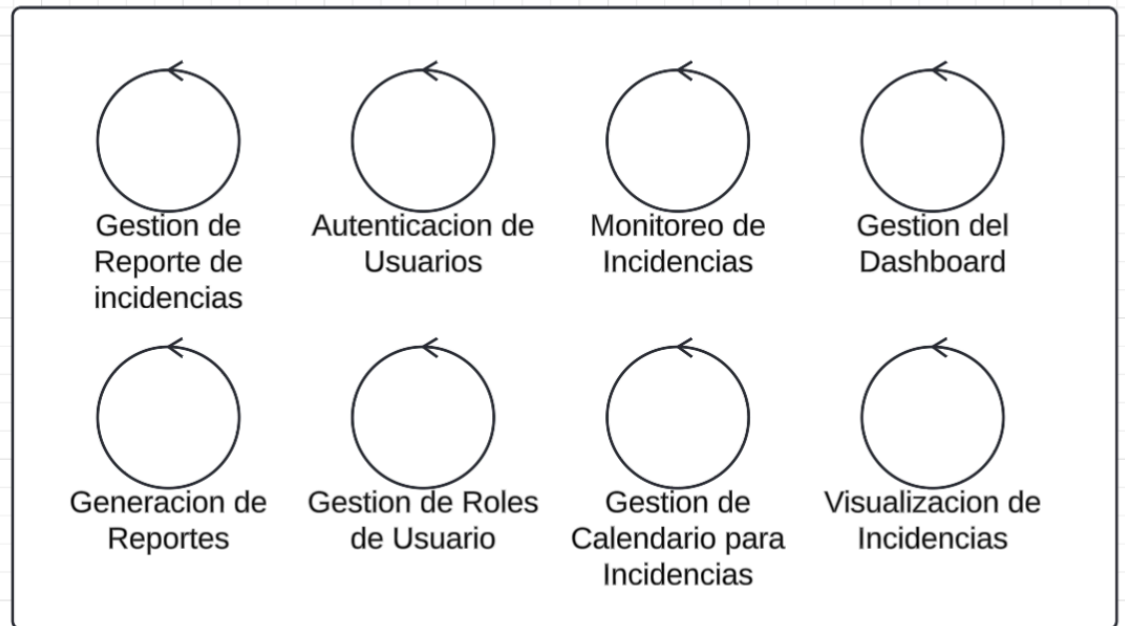 Gestion de
Reporte de
incidencias
Autenticacion de
Usuarios
Monitoreo de
Incidencias
Gestion del
Dashboard
Generacion de
Reportes
Gestion de Roles
de Usuario
Gestion de
Calendario para
Incidencias
Visualizacion de
Incidencias